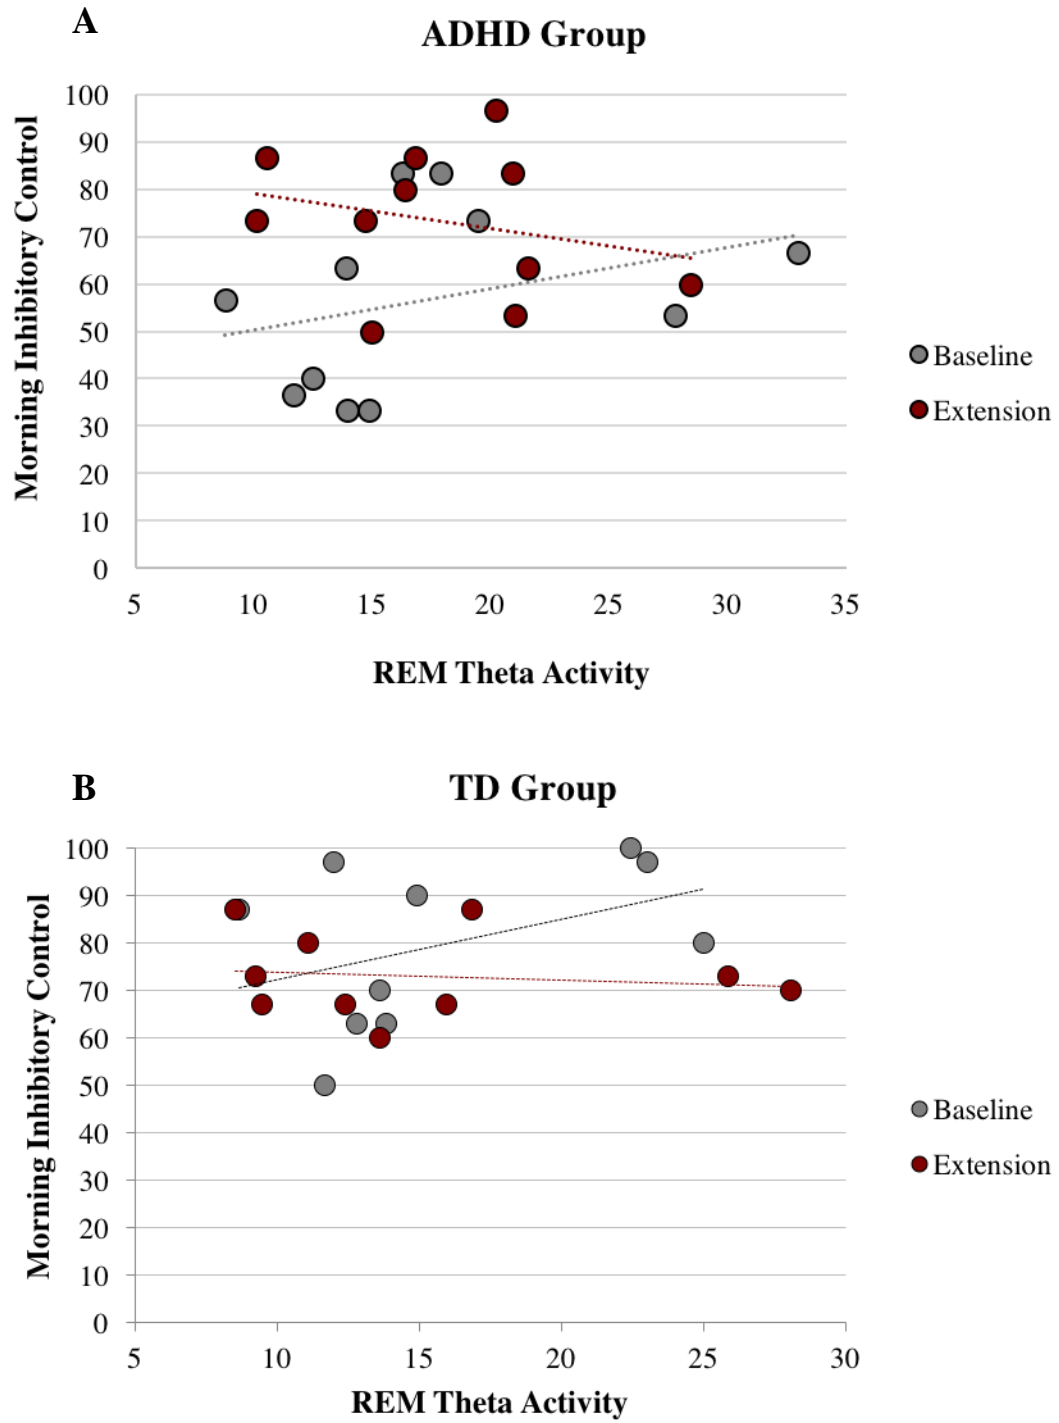 A
ADHD Group
Morning Inhibitory Control
100
90
80
70
60
50
40
30
20
10
0
5 10 15 20 25 30 35
REM Theta Activity
Baseline
Extension
B
TD Group
Morning Inhibitory Control
100
90
80
70
60
50
40
30
20
10
0
5 10 15 20 25 30
REM Theta Activity
Baseline
Extension